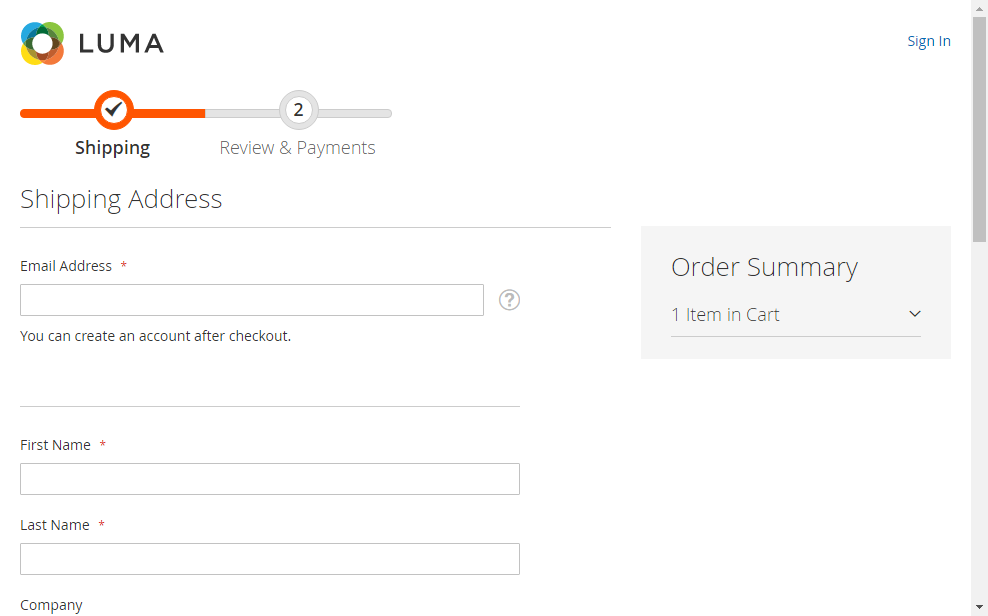 LUMA
Sign In
2
Shipping
Review & Payments
Shipping Address
Email Address *
?
You can create an account after checkout.
Order Summary
1 Item in Cart
First Name *
Last Name *
Company